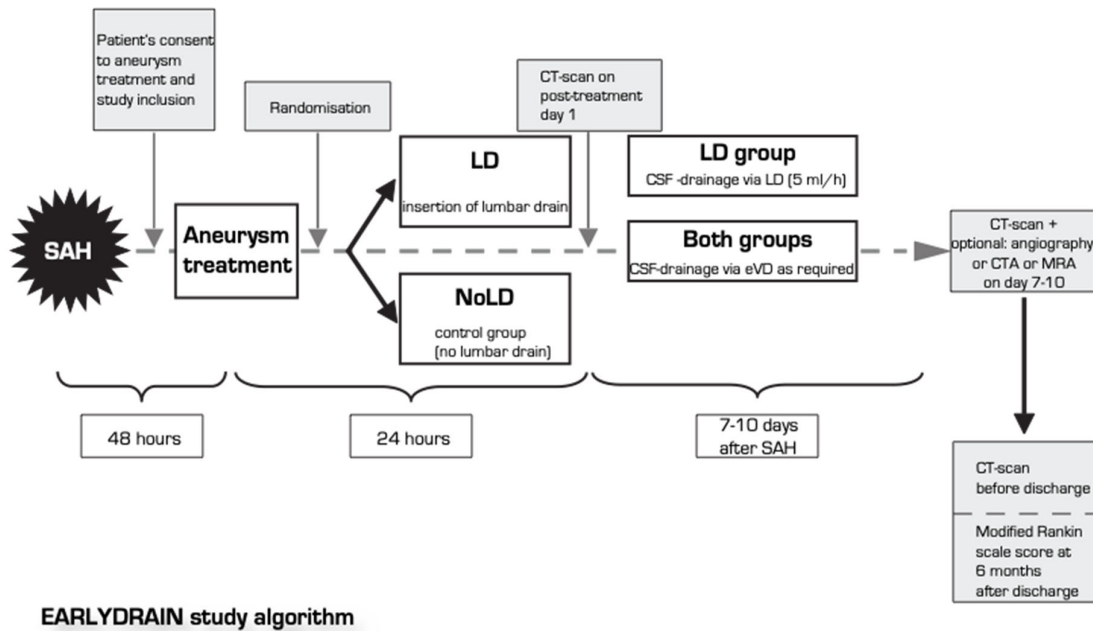 Patient's consent
to aneurysm
treatment and
study inclusion
Randomisation
CT-scan on
post-treatment
day 1
SAH
Aneurysm
treatment
LD
insertion of lumbar drain
NoLD
control group
(no lumbar drain)
LD group
CSF -drainage via LD (5 ml/h)
Both groups
CSF-drainage via eVD as required
CT-scan +
optional: angiography
or CTA or MRA
on day 7-10
48 hours
24 hours
7-10 days
after SAH
CT-scan
before discharge
Modified Rankin
scale score at
6 months
after discharge
EARLYDRAIN study algorithm